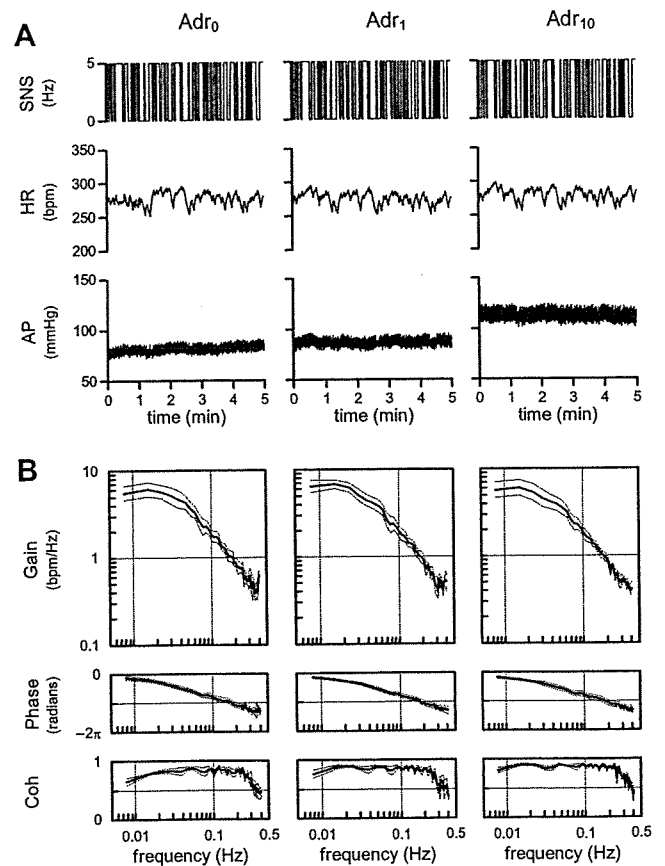 A
Adr0
Adr1
Adr10
SNS
(Hz)
5
0
HR
(bpm)
350
300
250
200
AP
(mmHg)
150
100
50
0 1 2 3 4 5
0 1 2 3 4 5
0 1 2 3 4 5
time (min)
time (min)
time (min)
B
Gain
(bpm/Hz)
10
1
0.1
Phase
(radians)
0
−2π
Coh
1
0
0.01 0.1 0.5
0.01 0.1 0.5
0.01 0.1 0.5
frequency (Hz)
frequency (Hz)
frequency (Hz)